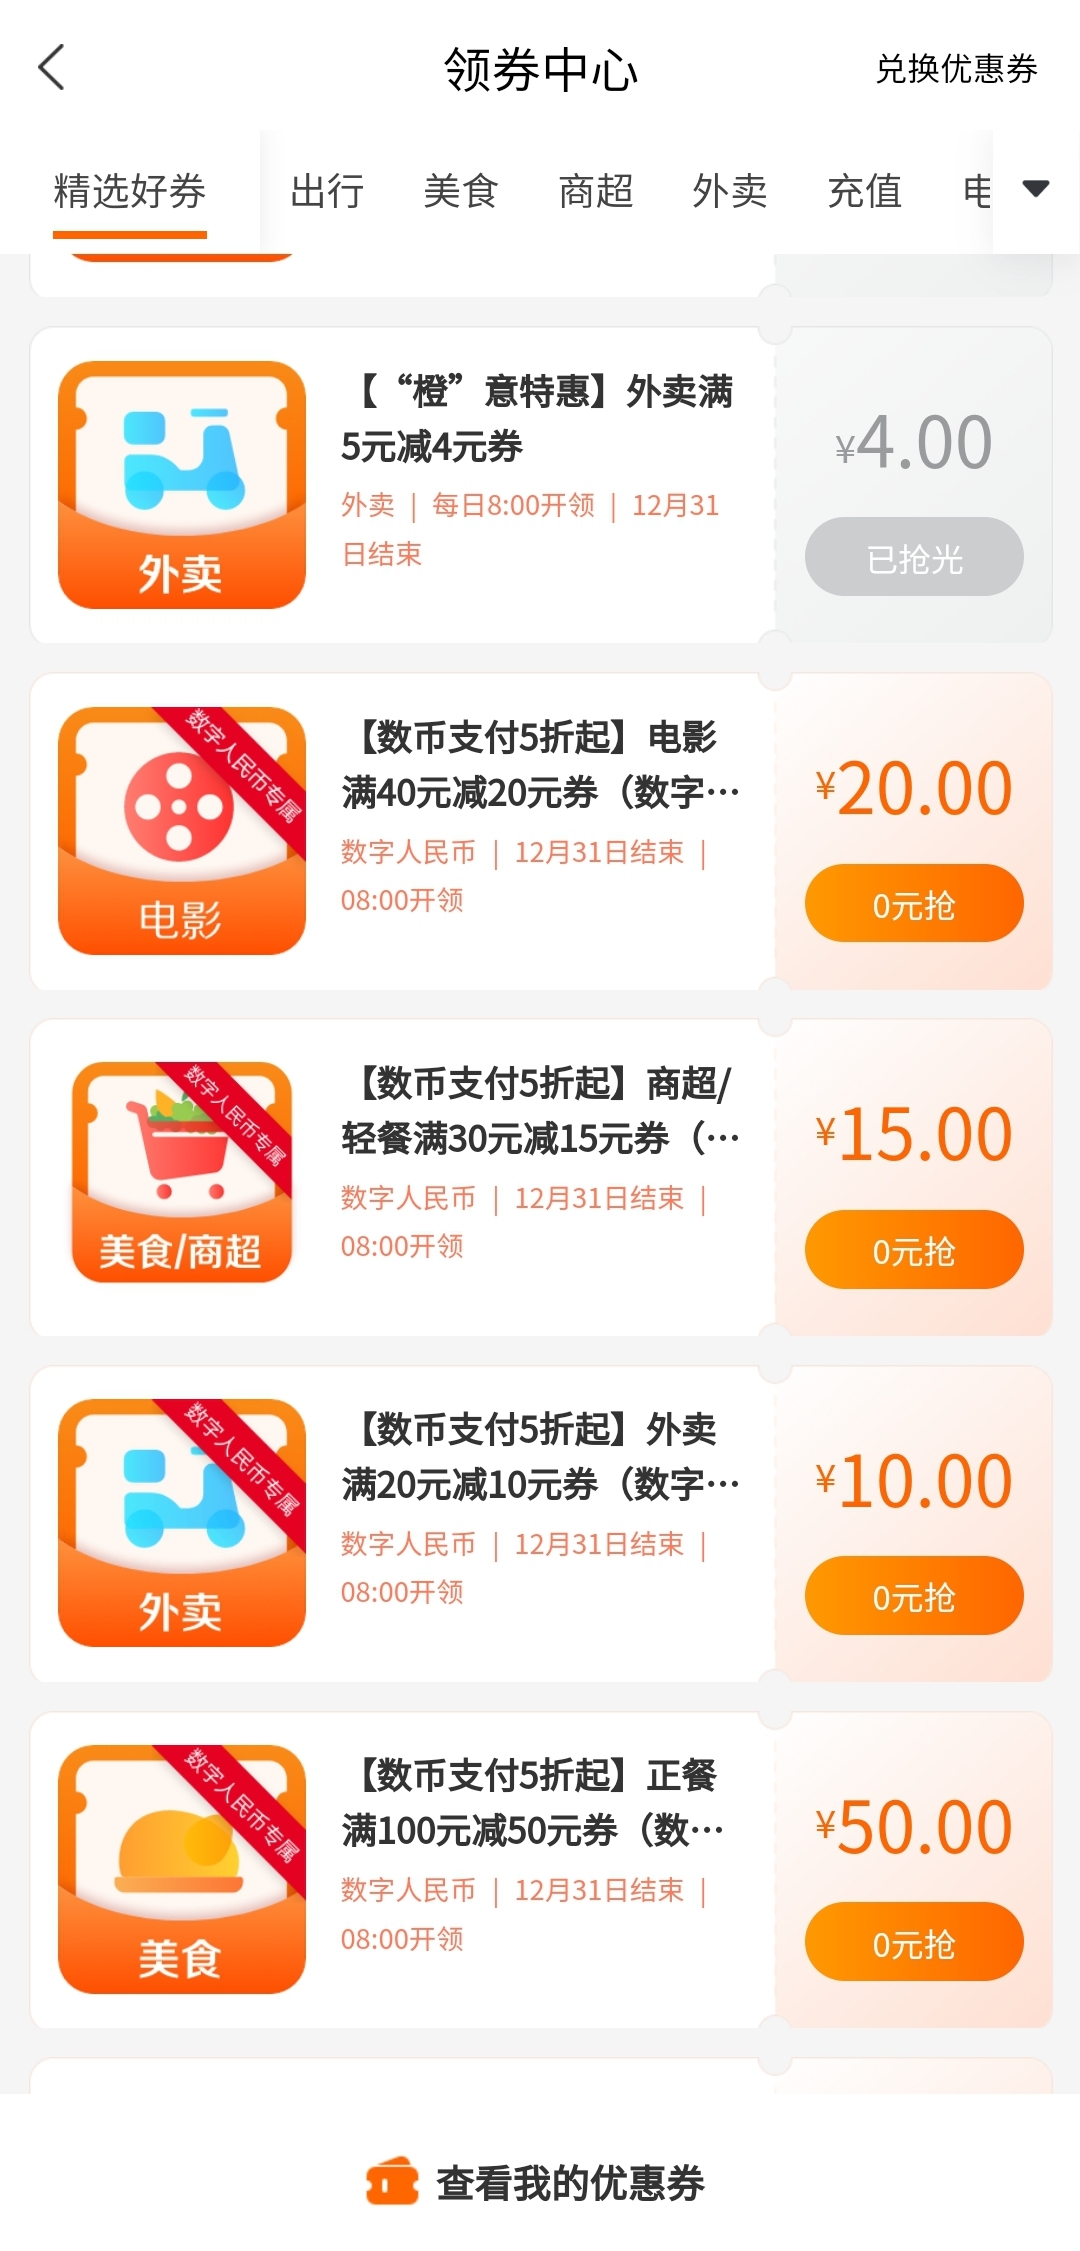 领券中心
兑换优惠券
精选好券
出行
美食
商超
外卖
充值
电
【“橙”意特惠】外卖满
5元减4元券
外卖 | 每日8:00开领 | 12月31
日结束
¥4.00
已抢光
外卖
【数币支付5折起】电影
满40元减20元券（数字…
数字人民币 | 12月31日结束 |
08:00开领
¥20.00
0元抢
数字人民币专属
电影
【数币支付5折起】商超/
轻餐满30元减15元券（…
数字人民币 | 12月31日结束 |
08:00开领
¥15.00
0元抢
数字人民币专属
美食/商超
【数币支付5折起】外卖
满20元减10元券（数字…
数字人民币 | 12月31日结束 |
08:00开领
¥10.00
0元抢
数字人民币专属
外卖
【数币支付5折起】正餐
满100元减50元券（数…
数字人民币 | 12月31日结束 |
08:00开领
¥50.00
0元抢
数字人民币专属
美食
查看我的优惠券